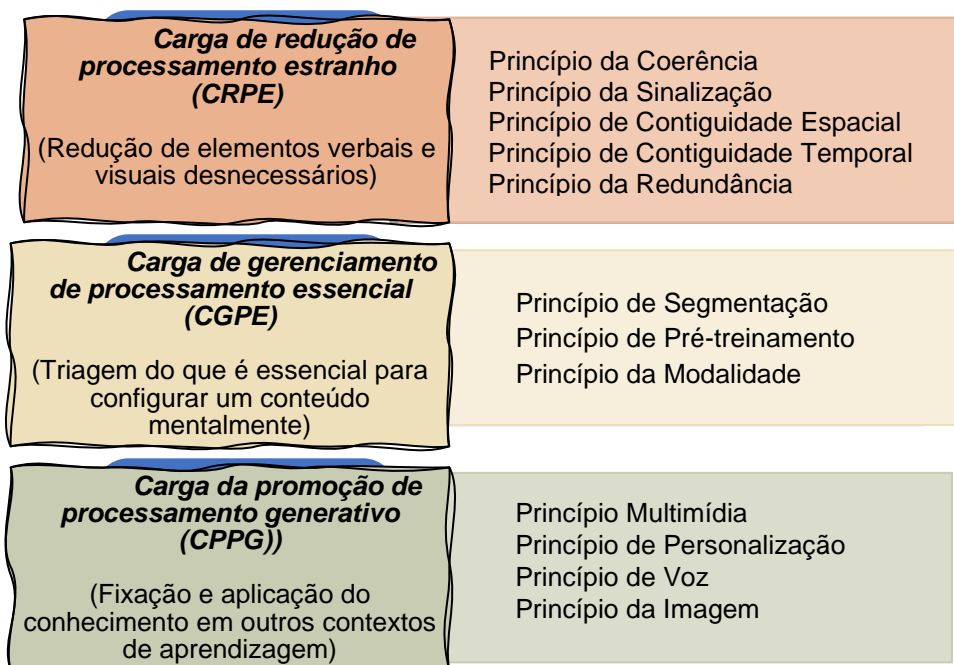 Carga de redução de
processamento estranho
(CRPE)
(Redução de elementos verbais e
visuais desnecessários)
Princípio da Coerência
Princípio da Sinalização
Princípio de Contiguidade Espacial
Princípio de Contiguidade Temporal
Princípio da Redundância
Carga de gerenciamento
de processamento essencial
(CGPE)
(Triagem do que é essencial para
configurar um conteúdo
mentalmente)
Princípio de Segmentação
Princípio de Pré-treinamento
Princípio da Modalidade
Carga da promoção de
processamento generativo
(CPPG))
(Fixação e aplicação do
conhecimento em outros contextos
de aprendizagem)
Princípio Multimídia
Princípio de Personalização
Princípio de Voz
Princípio da Imagem